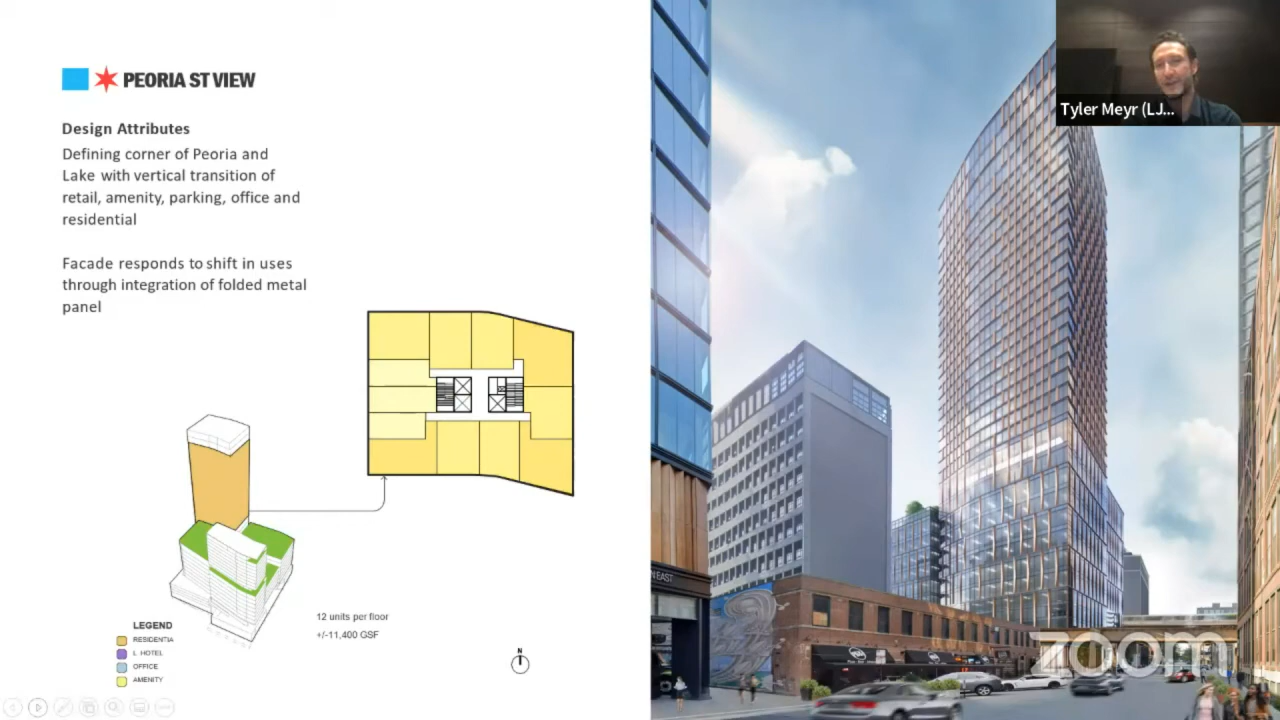 PEORIA ST VIEW
Design Attributes
Defining corner of Peoria and
Lake with vertical transition of
retail, amenity, parking, office and
residential
Facade responds to shift in uses
through integration of folded metal
panel
12 units per floor
+/-11,400 GSF
LEGEND
RESIDENTIA
L HOTEL
OFFICE
AMENITY
N
Tyler Meyr (LJ...
N EAST
zoom